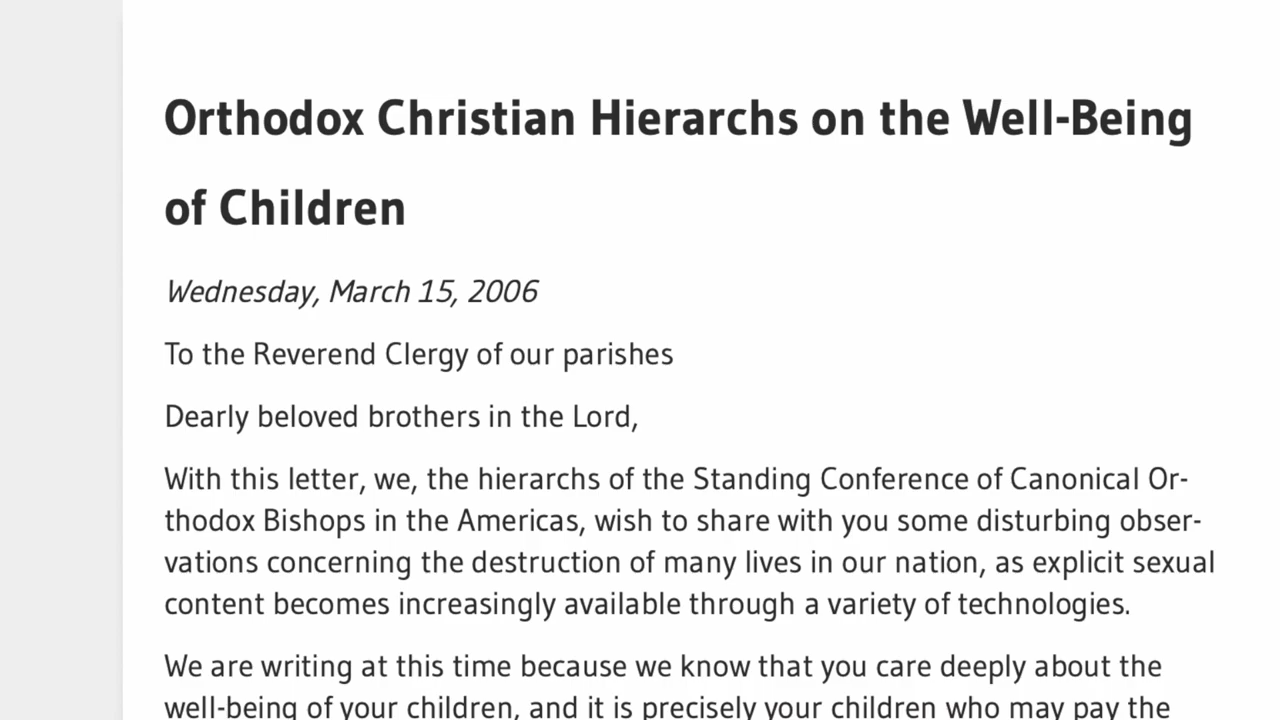 Orthodox Christian Hierarchs on the Well-Being
of Children
Wednesday, March 15, 2006
To the Reverend Clergy of our parishes
Dearly beloved brothers in the Lord,
With this letter, we, the hierarchs of the Standing Conference of Canonical Or-
thodox Bishops in the Americas, wish to share with you some disturbing obser-
vations concerning the destruction of many lives in our nation, as explicit sexual
content becomes increasingly available through a variety of technologies.
We are writing at this time because we know that you care deeply about the
well-being of your children, and it is precisely your children who may pay the